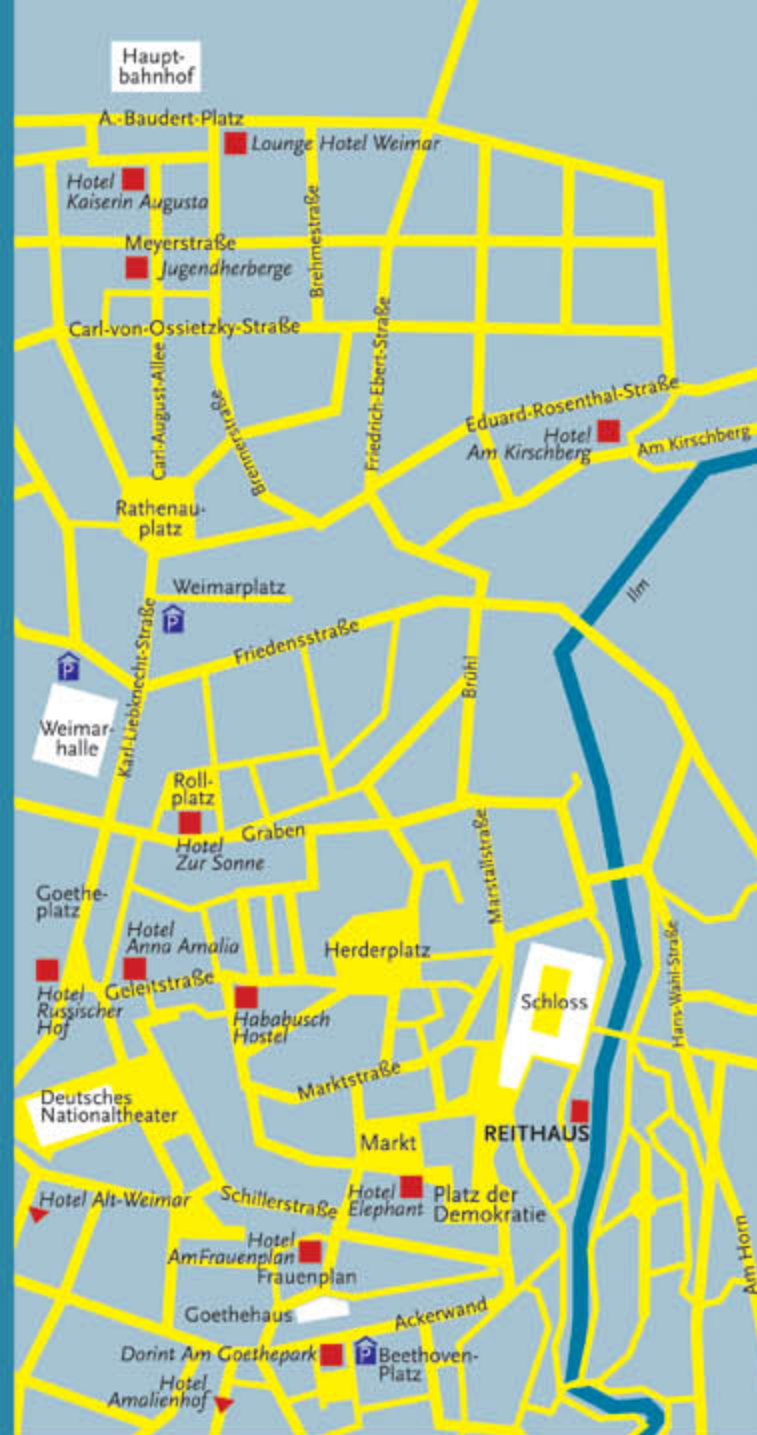 Haupt-
bahnhof
A.-Baudert-Platz
Lounge Hotel Weimar
Hotel
Kaiserin Augusta
Brehmestraße
Meyerstraße
Jugendherberge
Carl-von-Ossietzky-Straße
Carl-August-Allee
Friedrich-Ebert-Straße
Brennerstraße
Eduard-Rosenthal-Straße
Hotel
Am Kirschberg
Am Kirschberg
Rathenau-
platz
Weimarplatz
Ilm
P
Karl-Liebknecht-Straße
Friedensstraße
P
Brühl
Weimar-
halle
Roll-
platz
Graben
Hotel
Zur Sonne
Marstallstraße
Goethe-
platz
Hotel
Anna Amalia
Herderplatz
Hans-Wahl-Straße
Geleitstraße
Hotel
Russischer
Hof
Schloss
Hababusch
Hostel
Marktstraße
Deutsches
Nationaltheater
REITHAUS
Markt
Hotel Alt-Weimar
Schillerstraße
Hotel
Elephant
Platz der
Demokratie
Am Horn
Hotel
AmFrauenplan
Frauenplan
Goethehaus
Ackerwand
Dorint Am Goethepark
P
Beethoven-
Platz
Hotel
Amalienhof